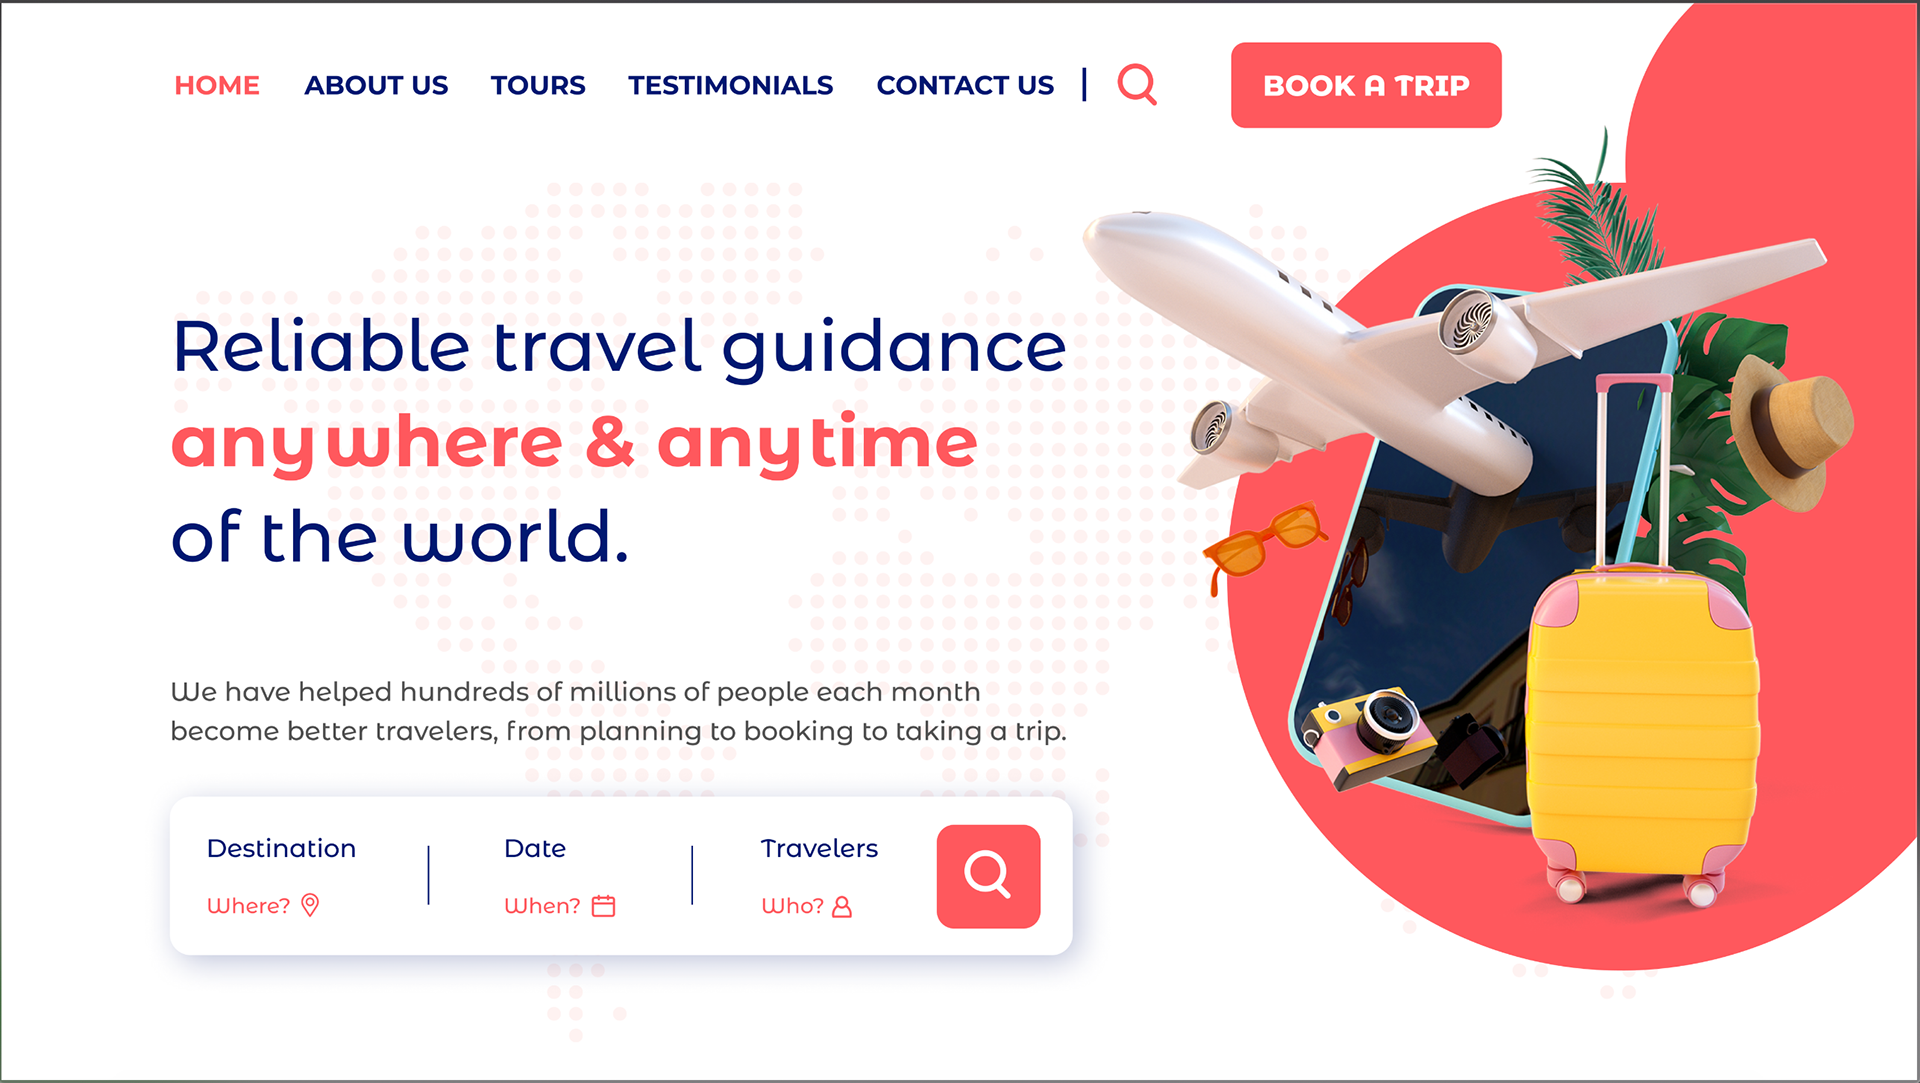 HOME ABOUT US TOURS TESTIMONIALS CONTACT US | BOOK A TRIP
Reliable travel guidance
anywhere & anytime
of the world.
We have helped hundreds of millions of people each month
become better travelers, from planning to booking to taking a trip.
Destination Date Travelers
Where? When? Who?